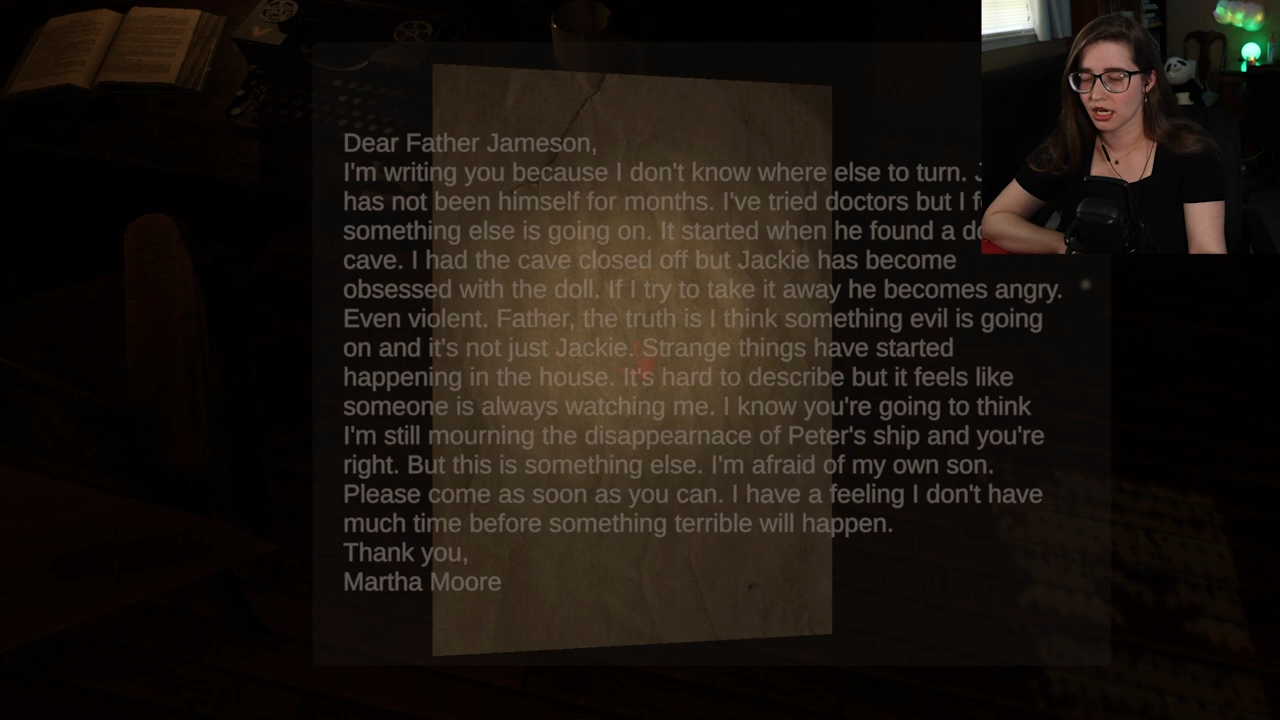 Dear Father Jameson,
I'm writing you because I don't know where else to turn.
has not been himself for months. I've tried doctors but I
something else is going on. It started when he found a
cave. I had the cave closed off but Jackie has become
obsessed with the doll. If I try to take it away he becomes angry.
Even violent. Father, the truth is I think something evil is going
on and it's not just Jackie. Strange things have started
happening in the house. It's hard to describe but it feels like
someone is always watching me. I know you're going to think
I'm still mourning the disappearnace of Peter's ship and you're
right. But this is something else. I'm afraid of my own son.
Please come as soon as you can. I have a feeling I don't have
much time before something terrible will happen.
Thank you,
Martha Moore